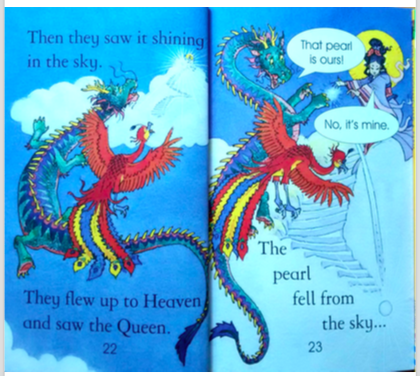 Then they saw it shining
in the sky.
They flew up to Heaven
and saw the Queen.
22
That pearl
is ours!
No, it's mine.
The
pearl
fell from
the sky...
23